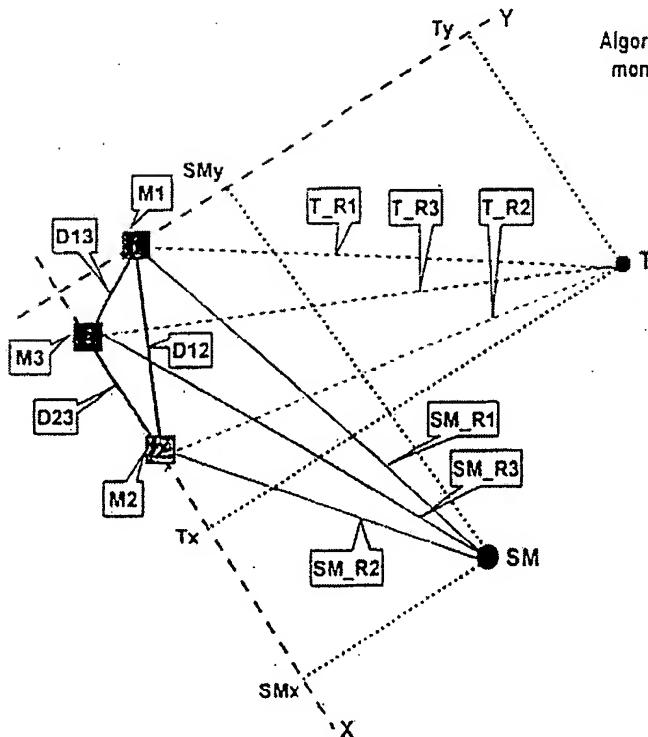 Ty
Y
Algor
mon
SMy
M1
T_R1
T_R3
T_R2
D13
T
M3
D12
D23
SM_R1
M2
SM_R3
Tx
SM_R2
SM
SMx
X